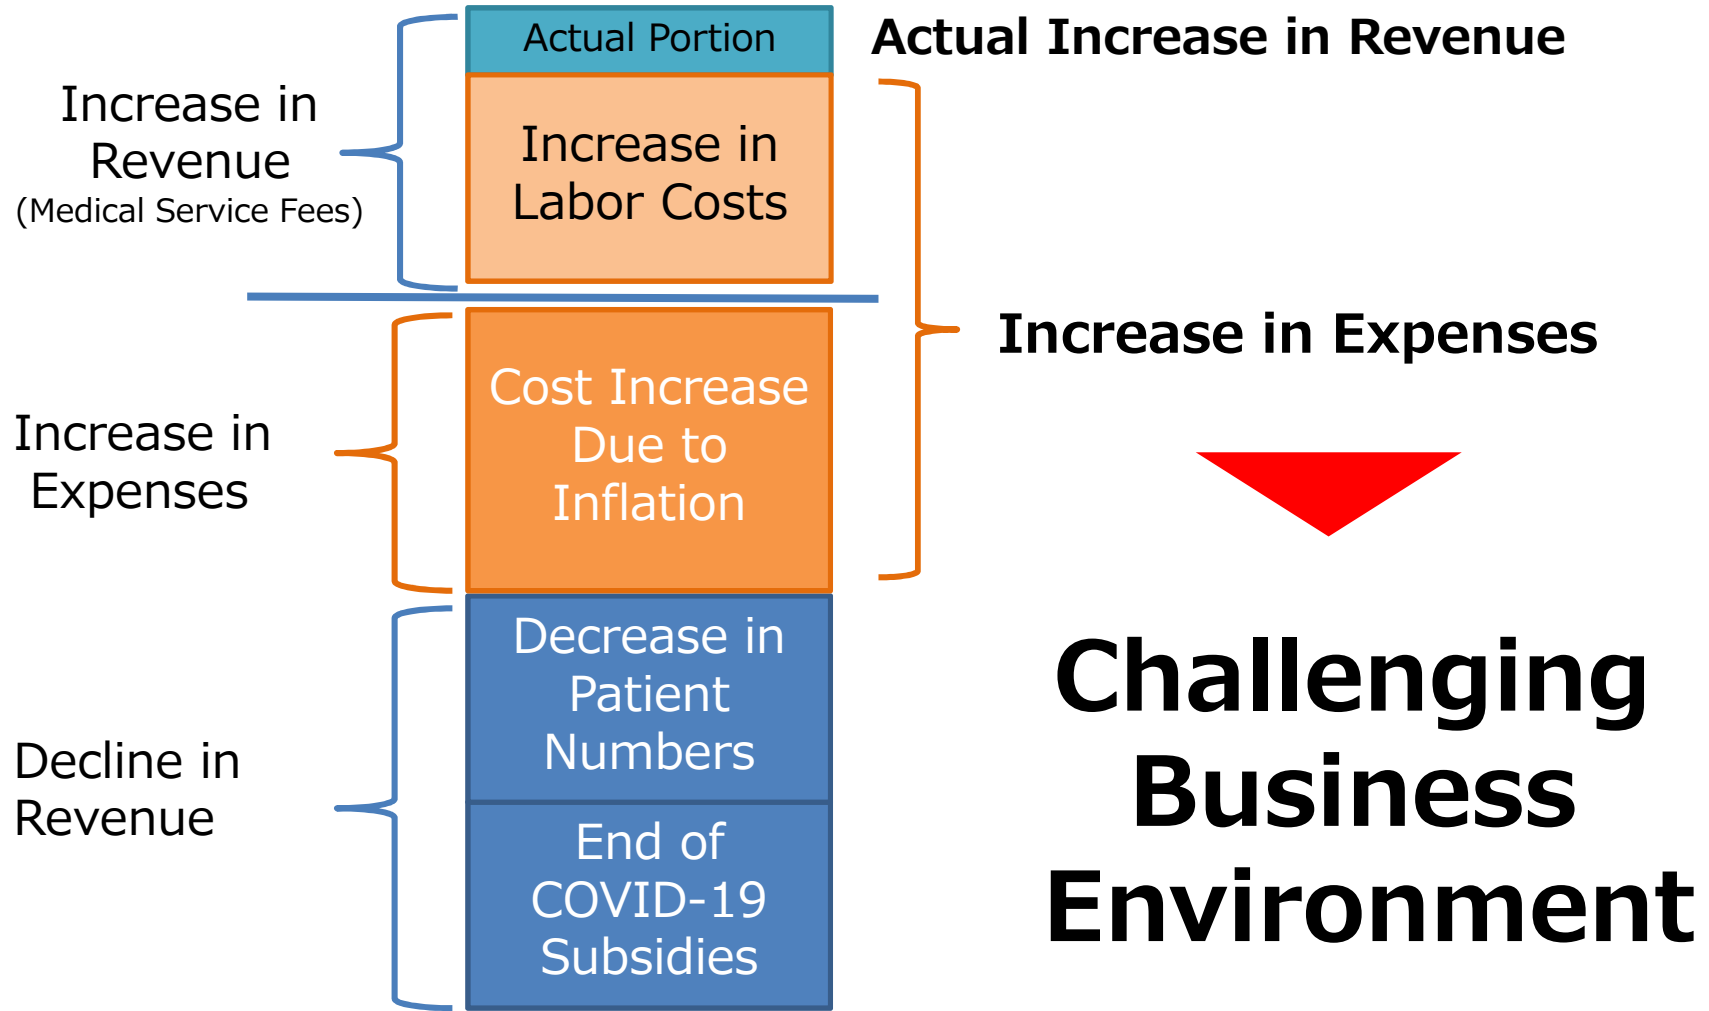 Actual Portion
Actual Increase in Revenue
Increase in
Revenue
(Medical Service Fees)
Increase in
Labor Costs
Increase in Expenses
Cost Increase
Due to
Inflation
Increase in
Expenses
Decrease in
Patient
Numbers
Decline in
Revenue
End of
COVID-19
Subsidies
Challenging
Business
Environment